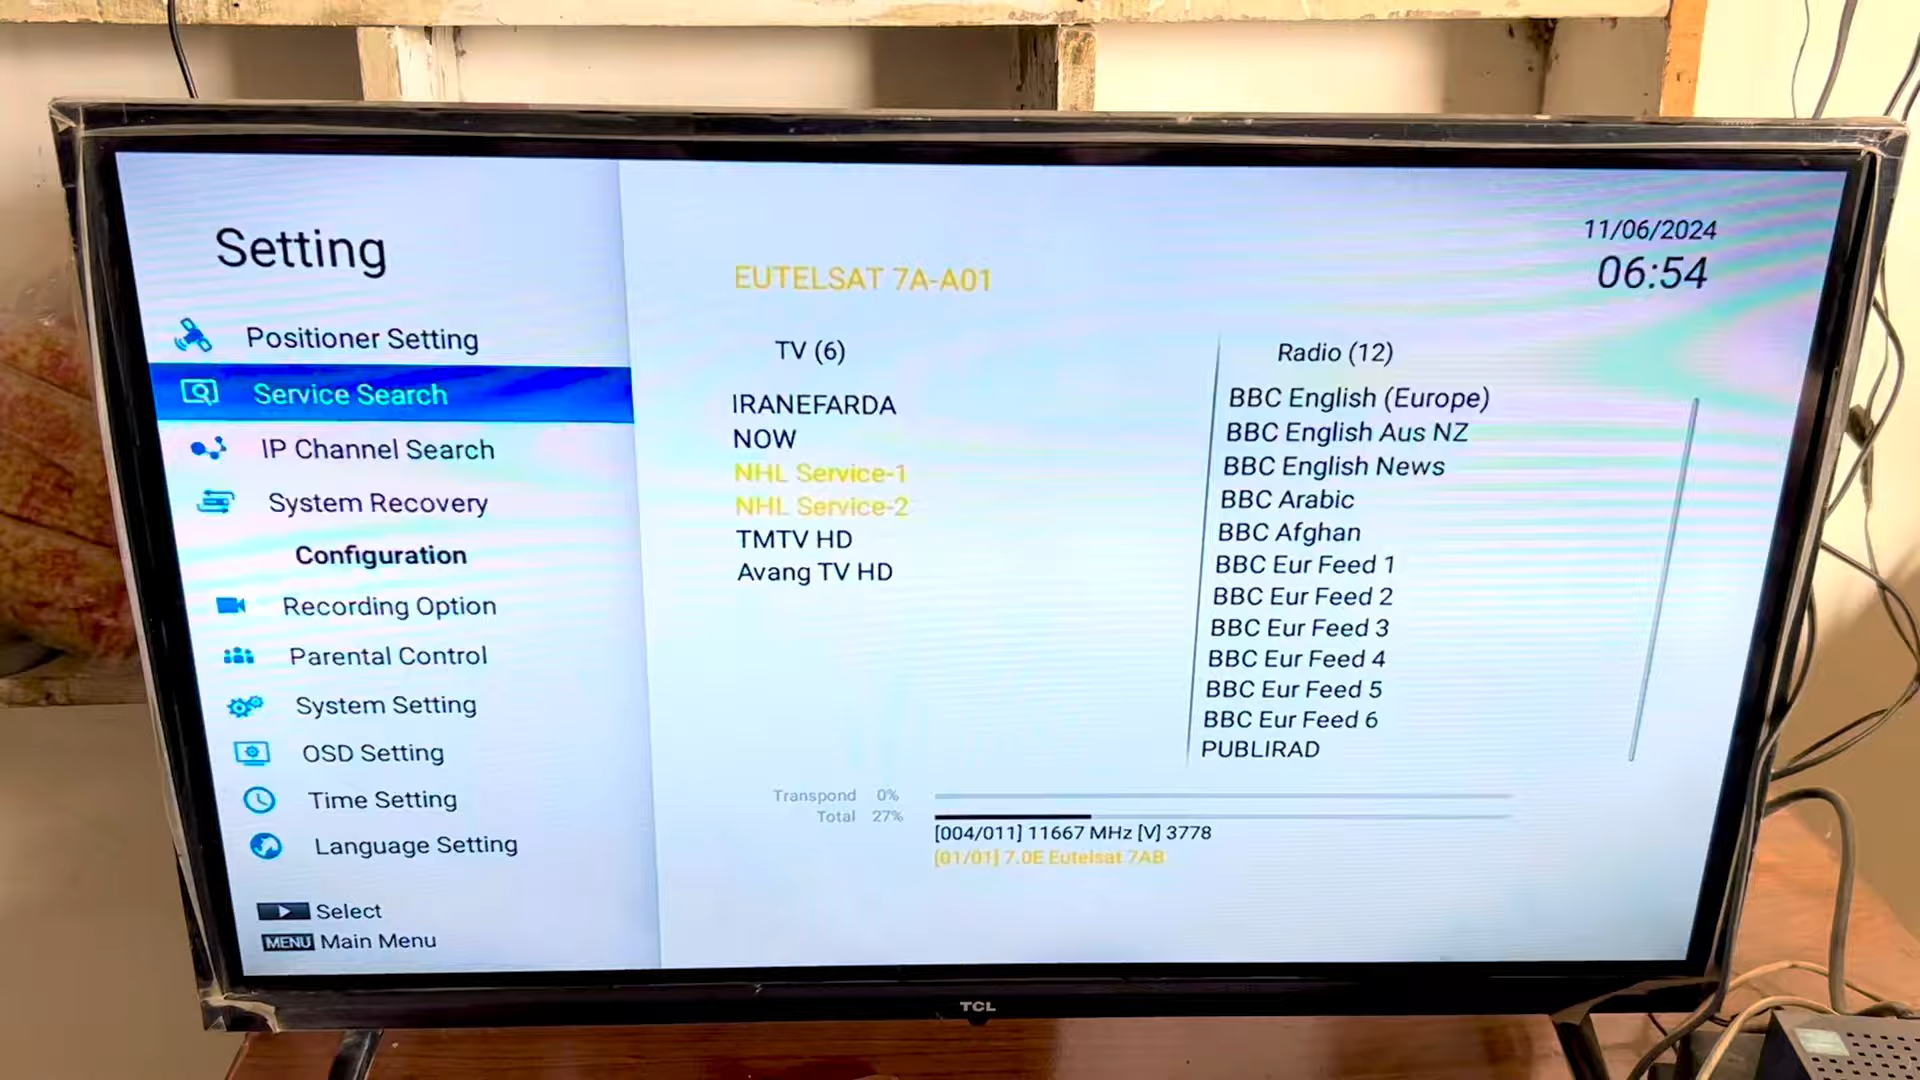 Setting
Positioner Setting
Service Search
IP Channel Search
System Recovery
Configuration
Recording Option
Parental Control
System Setting
OSD Setting
Time Setting
Language Setting
Select
MENU Main Menu
11/06/2024
06:54
EUTELSAT 7A-A01
TV (6)
IRANEFARDA
NOW
NHL Service-1
NHL Service-2
TMTV HD
Avang TV HD
Radio (12)
BBC English (Europe)
BBC English Aus NZ
BBC English News
BBC Arabic
BBC Afghan
BBC Eur Feed 1
BBC Eur Feed 2
BBC Eur Feed 3
BBC Eur Feed 4
BBC Eur Feed 5
BBC Eur Feed 6
PUBLIRAD
Transpond 0%
Total 27%
[004/011] 11667 MHz [V] 3778
[01/01] 7.0E Eutelsat 7AB
TCL